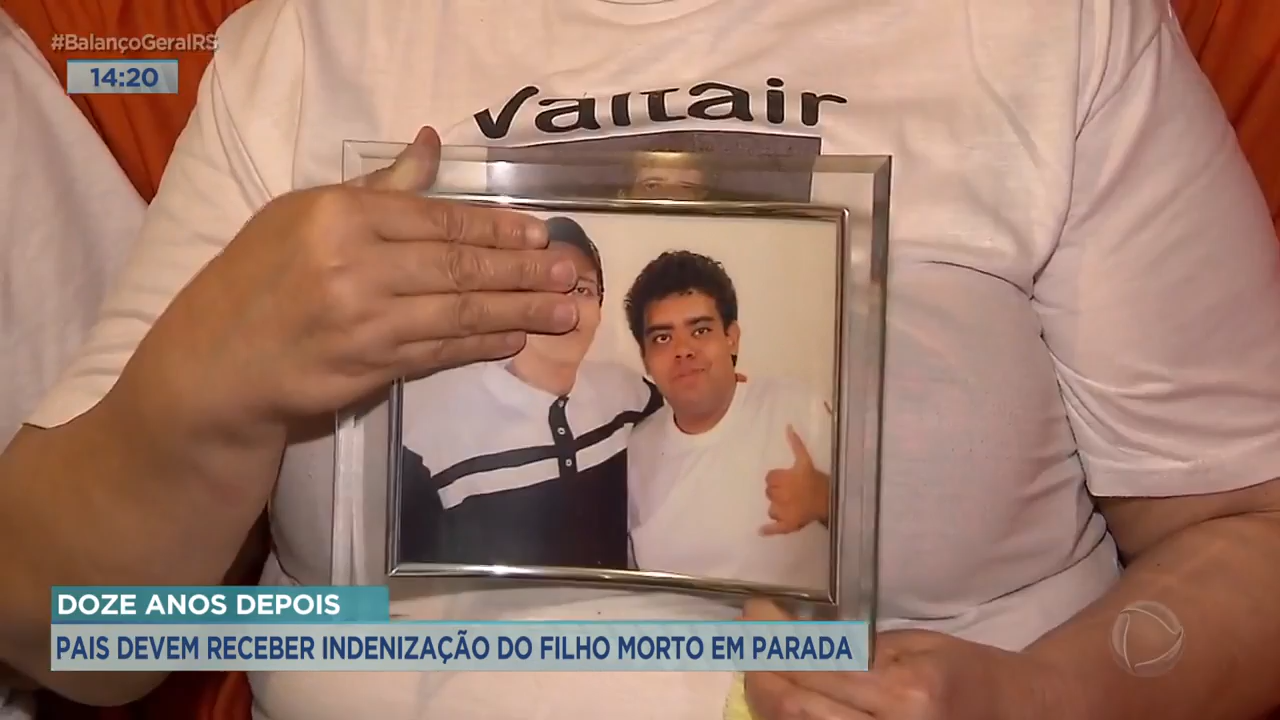 #BalançoGeralRS
14:20
Valtair
DOZE ANOS DEPOIS
PAIS DEVEM RECEBER INDENIZAÇÃO DO FILHO MORTO EM PARADA